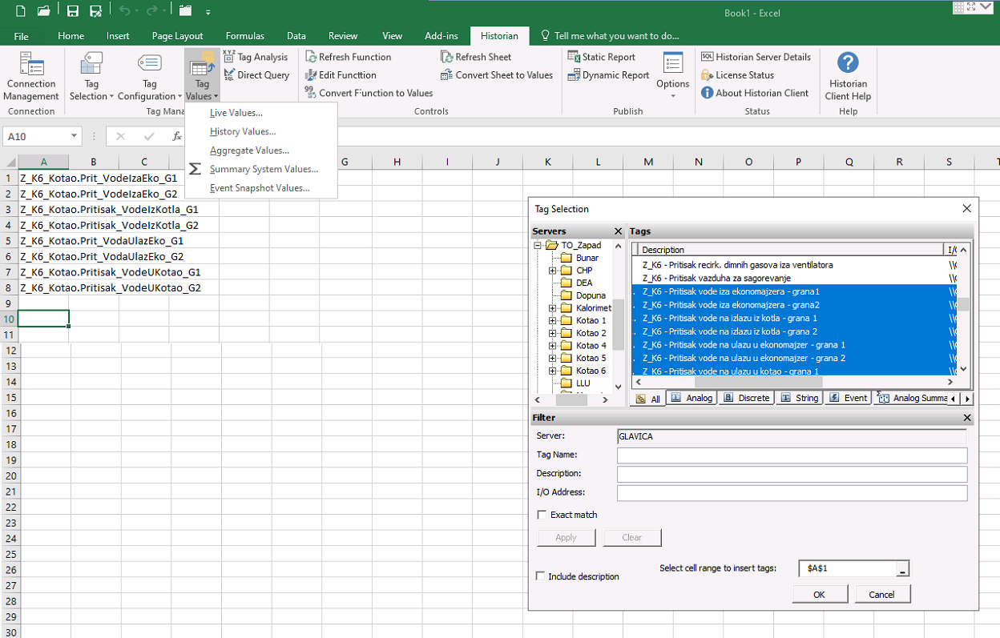 Book1 - Excel
File Home Insert Page Layout Formulas Data Review View Add-ins Historian Tell me what you want to do...
Connection Management
Connection
Tag Selection
Tag Configuration
Tag Values
XYZ Tag Analysis
SQL Direct Query
Tag Mana
Refresh Function
Edit Function
Convert Function to Values
Refresh Sheet
Convert Sheet to Values
Controls
Static Report
Dynamic Report
Options
Publish
SQL Historian Server Details
License Status
About Historian Client
Status
Historian Client Help
Help
Live Values...
History Values...
Aggregate Values...
Σ Summary System Values...
Event Snapshot Values...
A10 fx
A B C G H I J K L M N O P Q R S T
1 Z_K6_Kotao.Prit_VodeIzaEko_G1
2 Z_K6_Kotao.Prit_VodeIzaEko_G2
3 Z_K6_Kotao.Pritisak_VodeIzKotla_G1
4 Z_K6_Kotao.Pritisak_VodeIzKotla_G2
5 Z_K6_Kotao.Prit_VodaUlazEko_G1
6 Z_K6_Kotao.Prit_VodaUlazEko_G2
7 Z_K6_Kotao.Pritisak_VodeUKotao_G1
8 Z_K6_Kotao.Pritisak_VodeUKotao_G2
9
10
11
12
13
14
15
16
17
18
19
20
21
22
23
24
25
26
27
28
29
30
Tag Selection
Servers
TO_Zapad
Bunar
CHP
DEA
Dopuna
Kalorimet
Kotao 1
Kotao 2
Kotao 4
Kotao 5
Kotao 6
LLU
Tags
Description I/(
Z_K6 - Pritisak recirk. dimnih gasova iza ventilatora \\(
Z_K6 - Pritisak vazduha za sagorevanje \\(
Z_K6 - Pritisak vode iza ekonomajzera - grana1 \\(
Z_K6 - Pritisak vode iza ekonomajzera - grana2 \\(
Z_K6 - Pritisak vode na izlazu iz kotla - grana 1 \\(
Z_K6 - Pritisak vode na izlazu iz kotla - grana 2 \\(
Z_K6 - Pritisak vode na ulazu u ekonomajzer - grana 1 \\(
Z_K6 - Pritisak vode na ulazu u ekonomajzer - grana 2 \\(
Z_K6 - Pritisak vode na ulazu u kotao - grana 1 \\(
All Analog Discrete String Event Analog Summa
Filter
Server: GLAVICA
Tag Name:
Description:
I/O Address:
Exact match
Apply Clear
Include description
Select cell range to insert tags: $A$1
OK Cancel